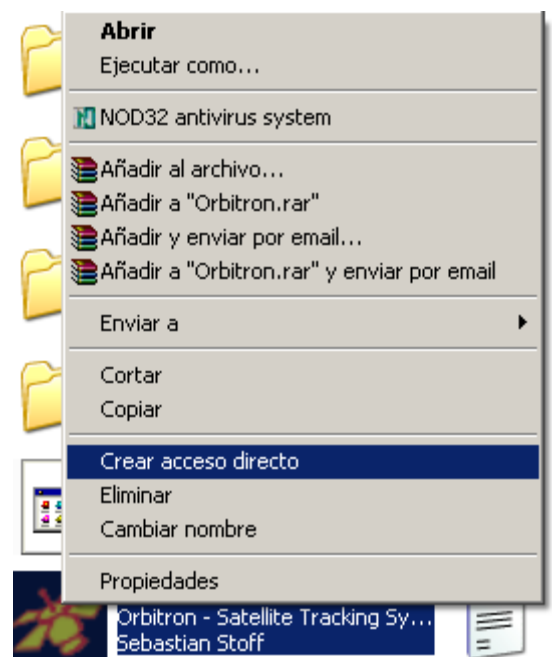 Abrir
Ejecutar como...
NOD32 antivirus system
Añadir al archivo...
Añadir a "Orbitron.rar"
Añadir y enviar por email...
Añadir a "Orbitron.rar" y enviar por email
Enviar a
Cortar
Copiar
Crear acceso directo
Eliminar
Cambiar nombre
Propiedades
Orbitron - Satellite Tracking Sy...
Sebastian Stoff